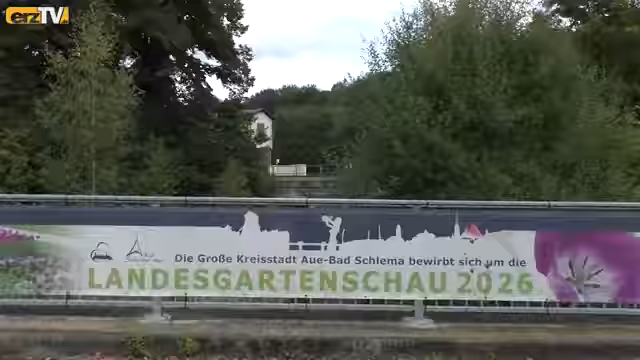 erzTV
Die Große Kreisstadt Aue-Bad Schlema bewirbt sich um die
LANDESGARTENSCHAU 2026